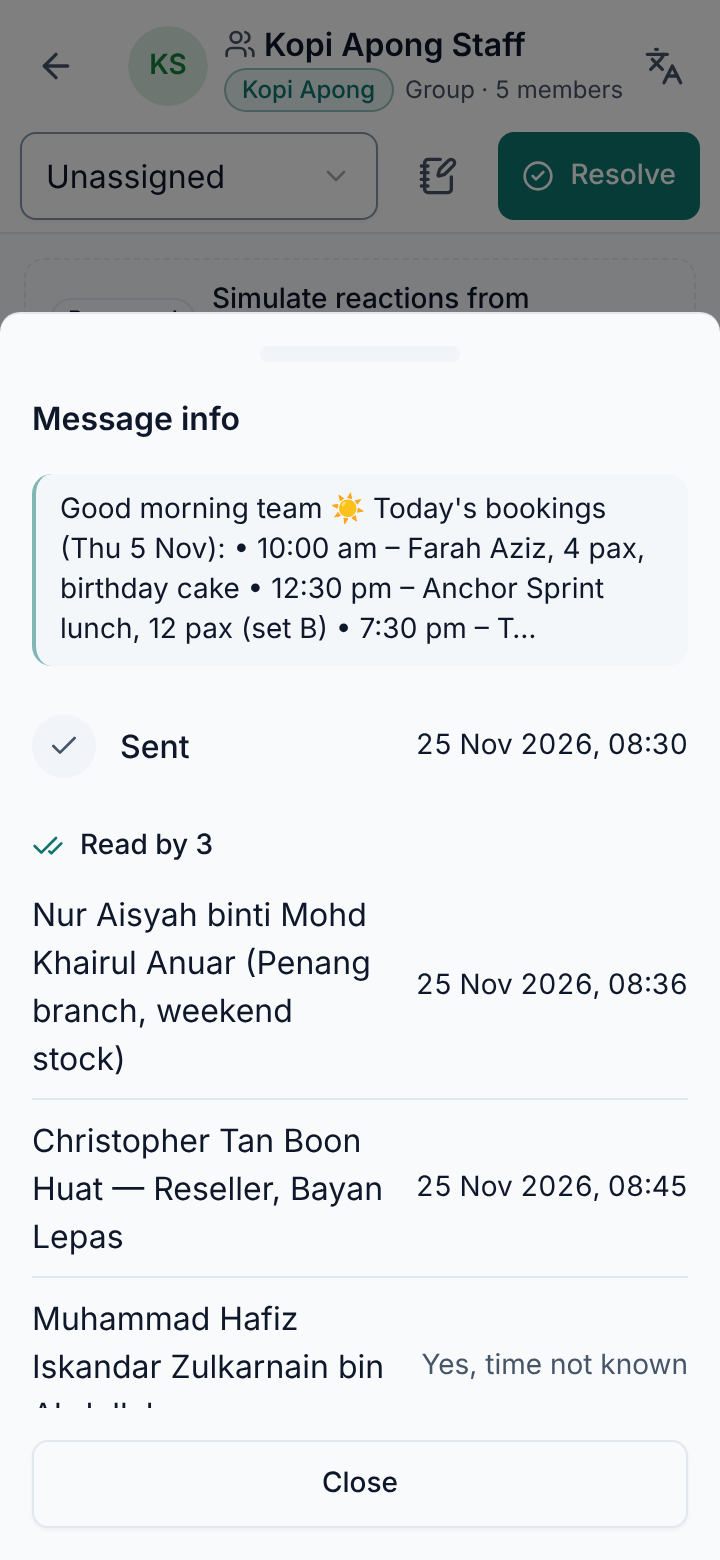 KS
Kopi Apong Staff
Kopi Apong
Group · 5 members
Unassigned
Resolve
Simulate reactions from
Message info
Good morning team ☀️ Today's bookings
(Thu 5 Nov): • 10:00 am – Farah Aziz, 4 pax,
birthday cake • 12:30 pm – Anchor Sprint
lunch, 12 pax (set B) • 7:30 pm – T...
Sent
25 Nov 2026, 08:30
Read by 3
Nur Aisyah binti Mohd
Khairul Anuar (Penang
branch, weekend
stock)
25 Nov 2026, 08:36
Christopher Tan Boon
Huat — Reseller, Bayan
Lepas
25 Nov 2026, 08:45
Muhammad Hafiz
Iskandar Zulkarnain bin
Yes, time not known
Close